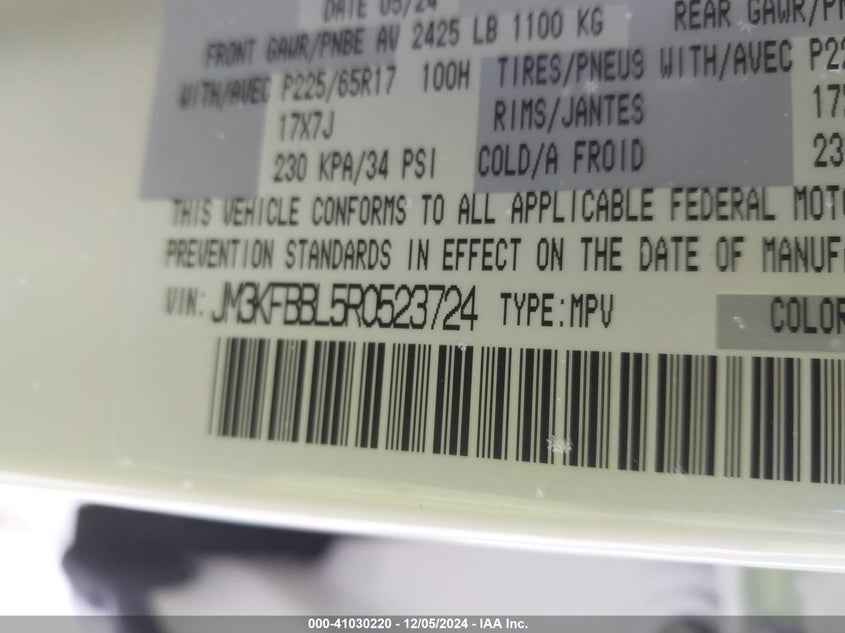 DATE 05/24
FRONT GAWR/PNBE AV 2425 LB 1100 KG REAR GAWR/PN
WITH/AVEC P225/65R17 100H TIRES/PNEUS WITH/AVEC P22
17X7J RIMS/JANTES 17
230 KPA/34 PSI COLD/A FROID 23
THIS VEHICLE CONFORMS TO ALL APPLICABLE FEDERAL MOTO
PREVENTION STANDARDS IN EFFECT ON THE DATE OF MANUF
VIN: JM3KFBBL5R0523724 TYPE:MPV COLOR
000-41030220 - 12/05/2024 - IAA Inc.